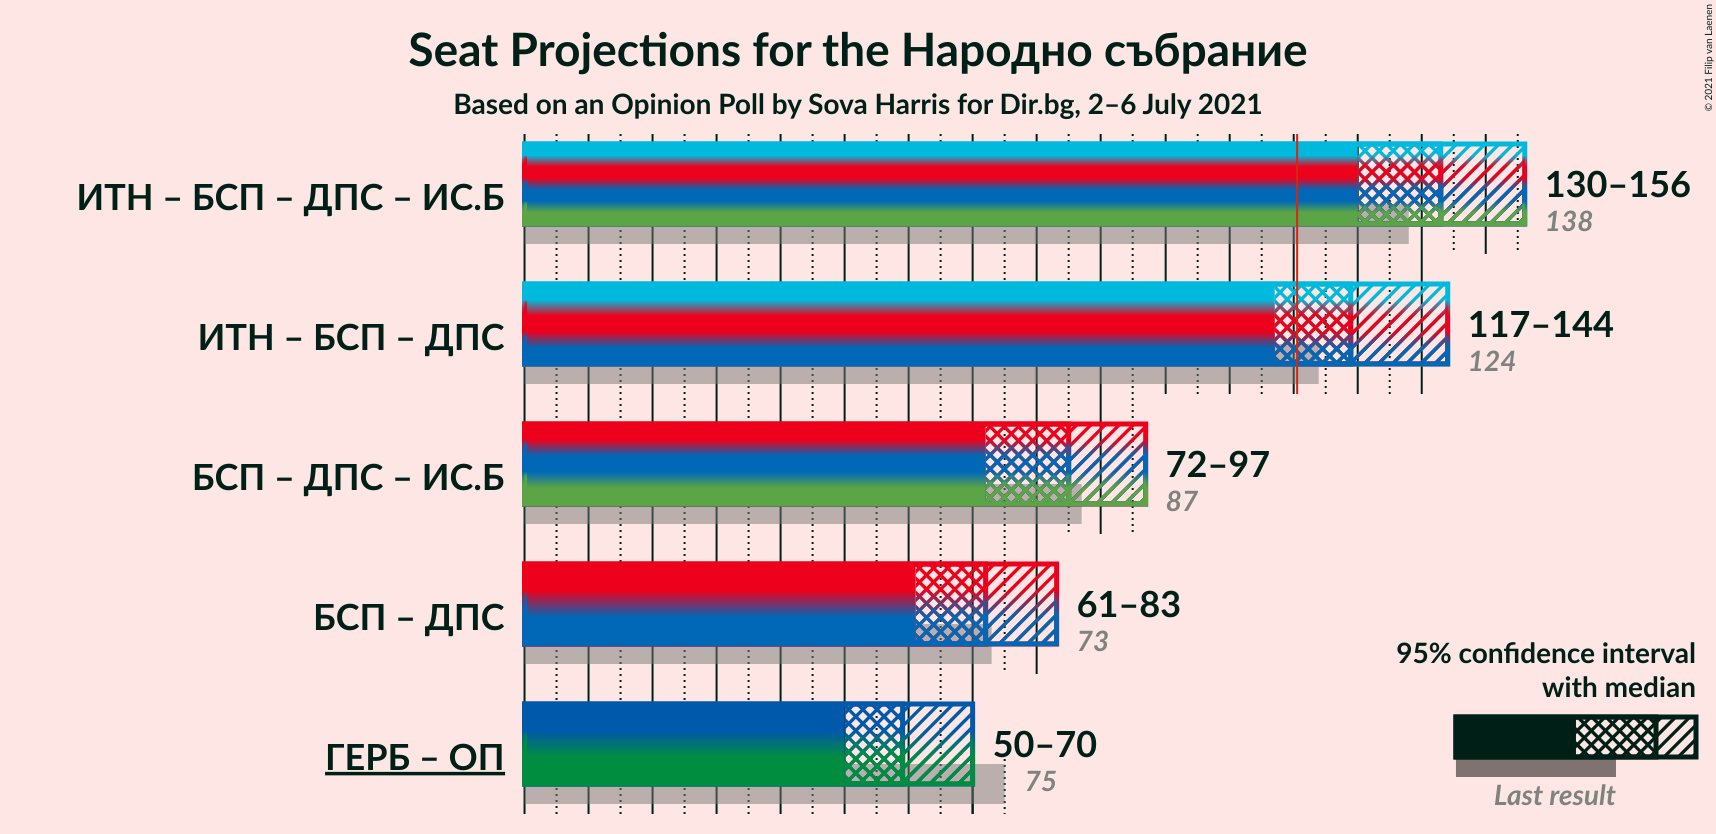 Seat Projections for the Народно събрание
Based on an Opinion Poll by Sova Harris for Dir.bg, 2–6 July 2021
© 2021 Filip van Laenen
ИТН – БСП – ДПС – ИС.Б
130–156
138
ИТН – БСП – ДПС
117–144
124
БСП – ДПС – ИС.Б
72–97
87
БСП – ДПС
61–83
73
ГЕРБ – ОП
50–70
75
95% confidence interval
with median
Last result